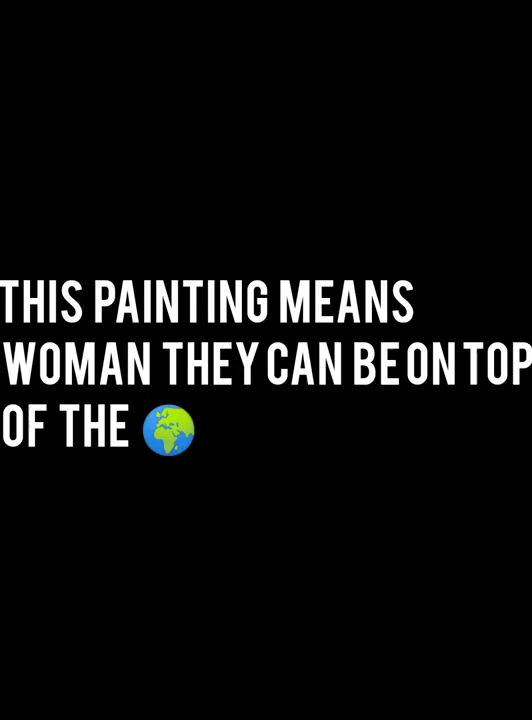 THIS PAINTING MEANS
WOMAN THEY CAN BE ON TOP
OF THE 🌍